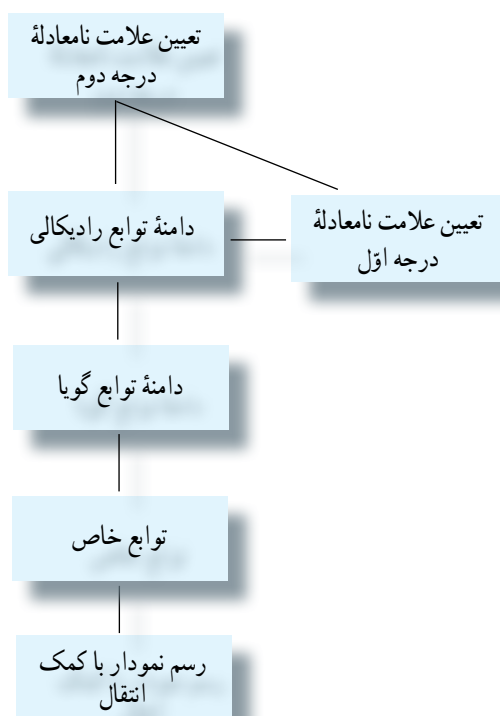 تعیین علامت نامعادلهٔ
درجه دوم
تعیین علامت نامعادلهٔ
درجه اوّل
دامنهٔ توابع رادیکالی
دامنهٔ توابع گویا
توابع خاص
رسم نمودار با کمک
انتقال